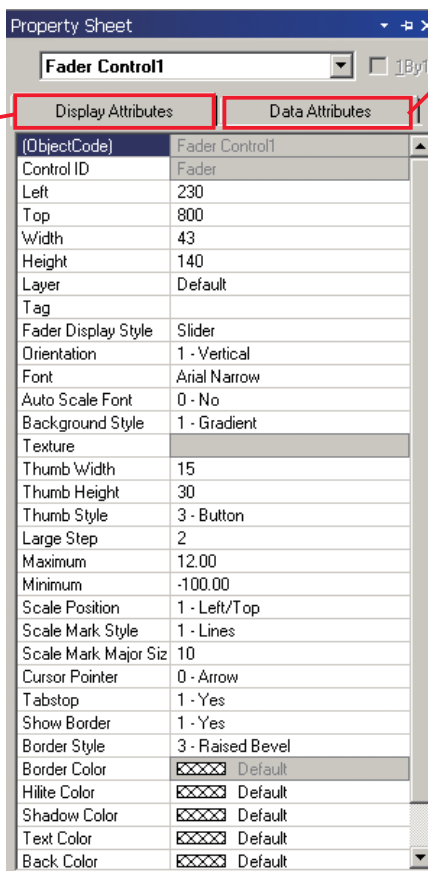 Property Sheet
Fader Control1 1By1
Display Attributes Data Attributes
(ObjectCode) Fader Control1
Control ID Fader
Left 230
Top 800
Width 43
Height 140
Layer Default
Tag
Fader Display Style Slider
Orientation 1 - Vertical
Font Arial Narrow
Auto Scale Font 0 - No
Background Style 1 - Gradient
Texture
Thumb Width 15
Thumb Height 30
Thumb Style 3 - Button
Large Step 2
Maximum 12.00
Minimum -100.00
Scale Position 1 - Left/Top
Scale Mark Style 1 - Lines
Scale Mark Major Siz 10
Cursor Pointer 0 - Arrow
Tabstop 1 - Yes
Show Border 1 - Yes
Border Style 3 - Raised Bevel
Border Color Default
Hilite Color Default
Shadow Color Default
Text Color Default
Back Color Default